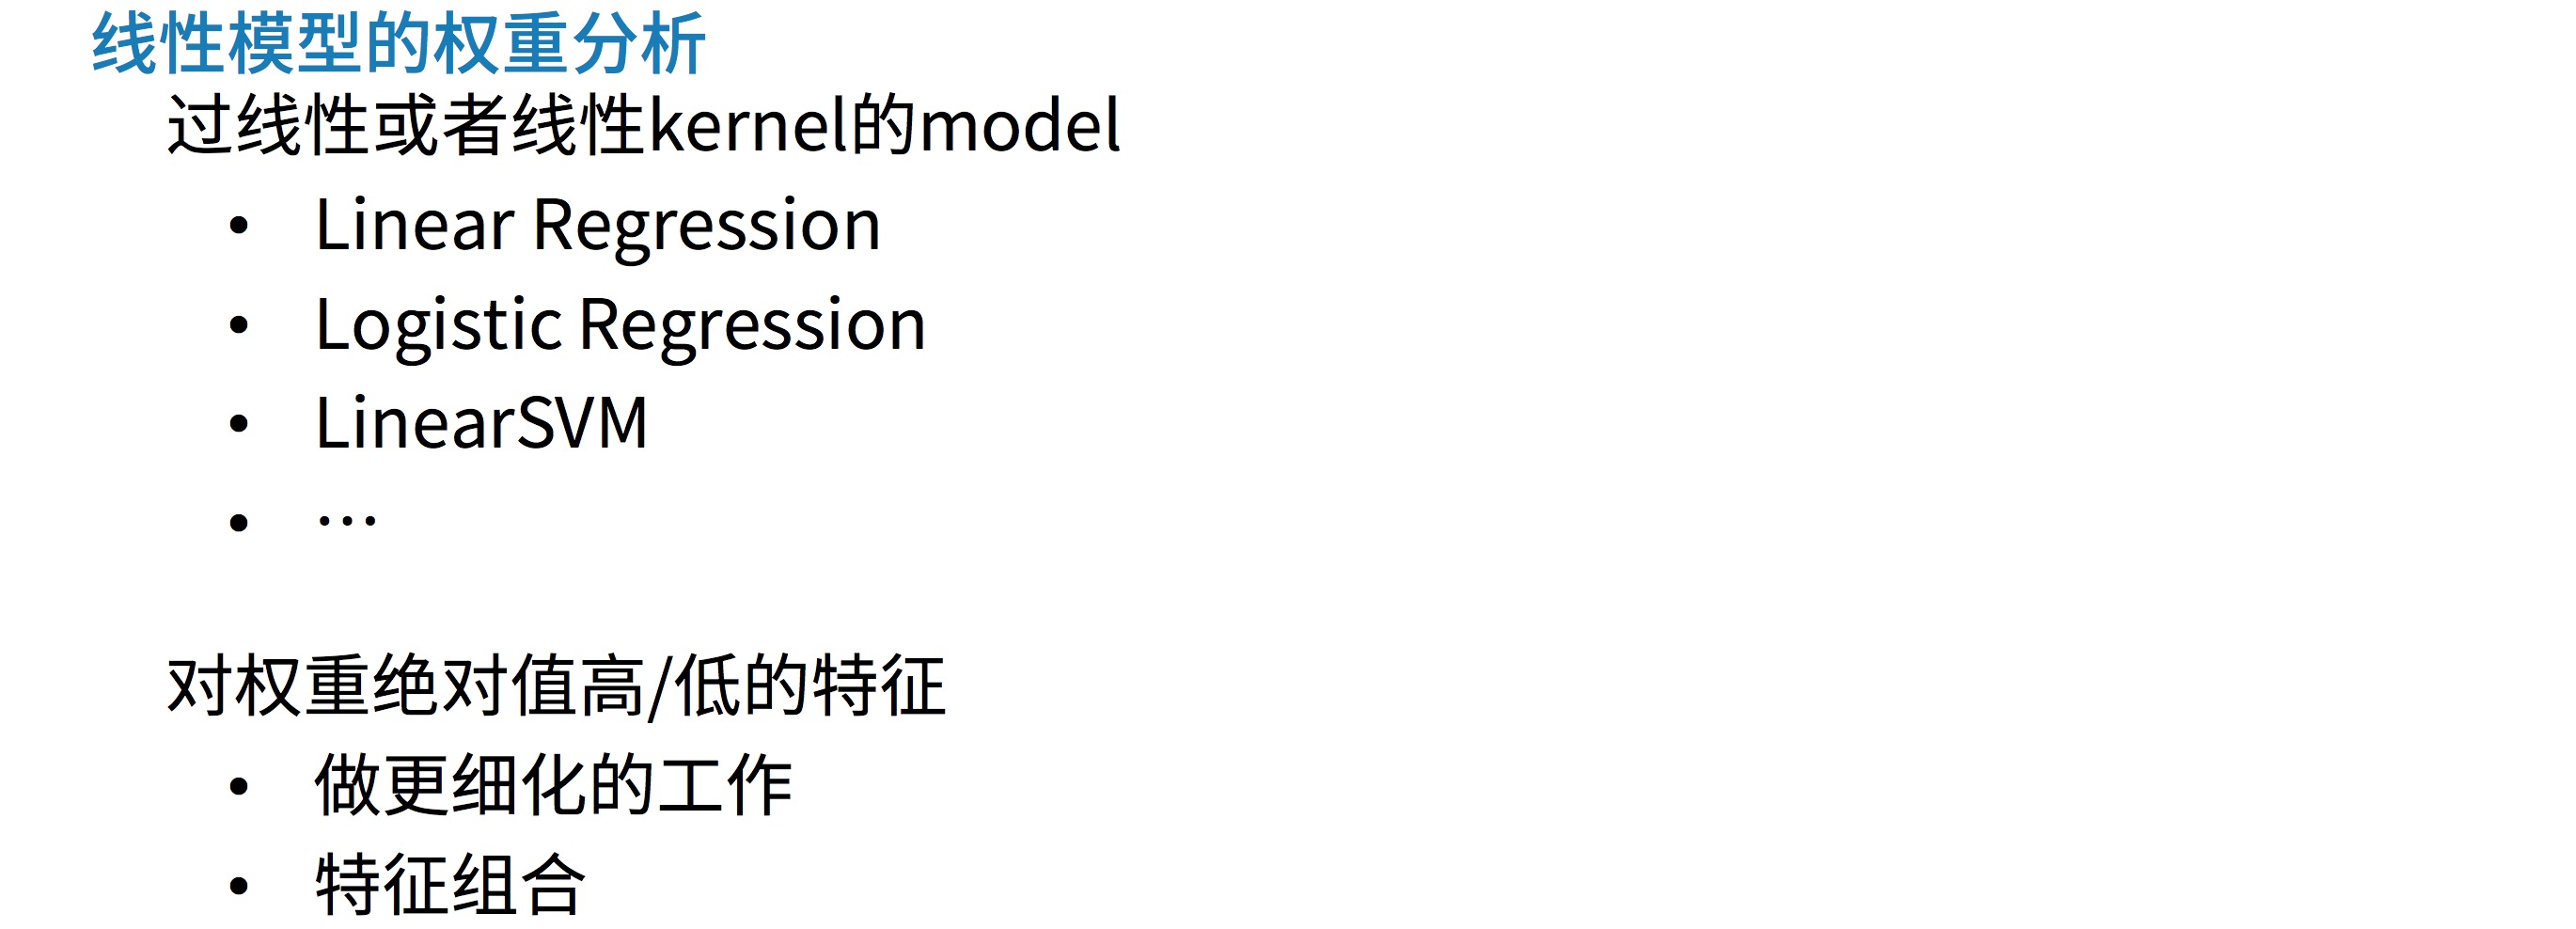 线性模型的权重分析
过线性或者线性kernel的model
• Linear Regression
• Logistic Regression
• LinearSVM
• …
对权重绝对值高/低的特征
• 做更细化的工作
• 特征组合